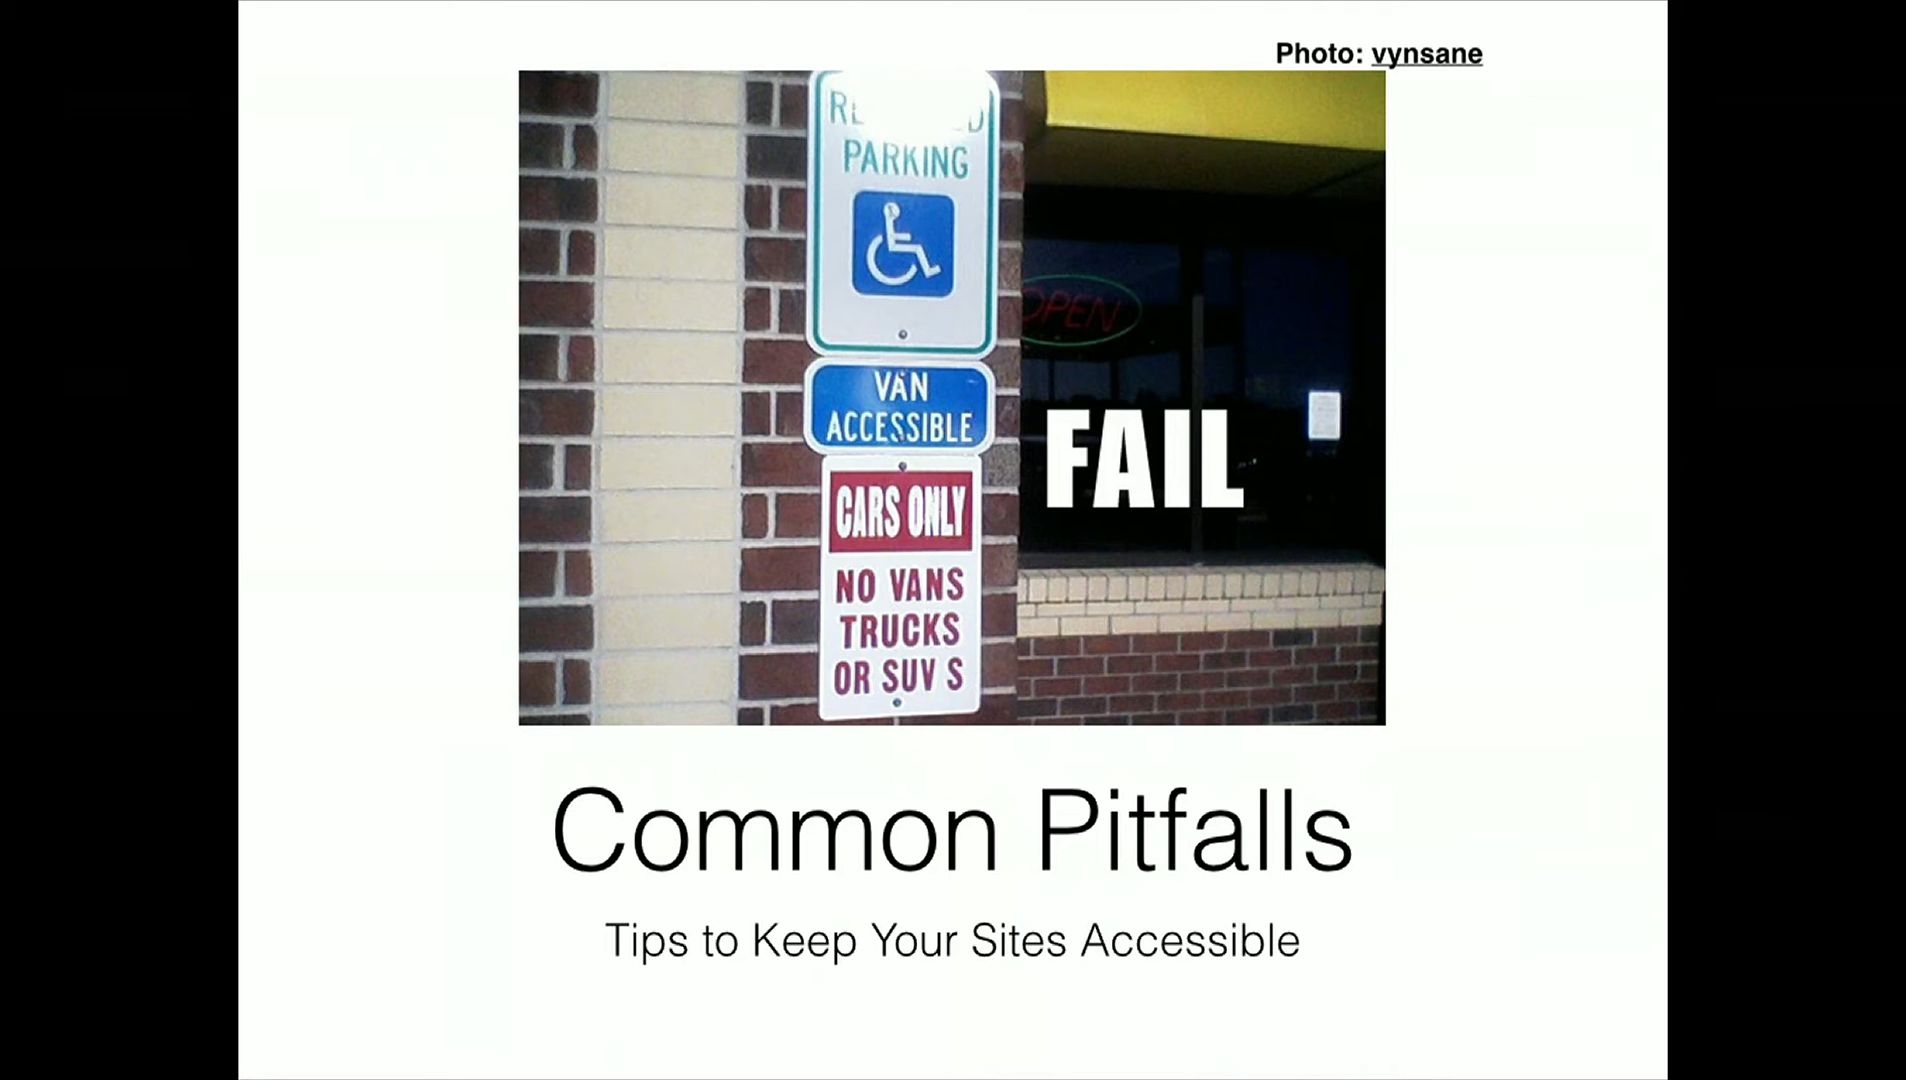 Photo: vynsane
PARKING
OPEN
VAN
ACCESSIBLE
CARS ONLY
NO VANS
TRUCKS
OR SUV S
FAIL
Common Pitfalls
Tips to Keep Your Sites Accessible